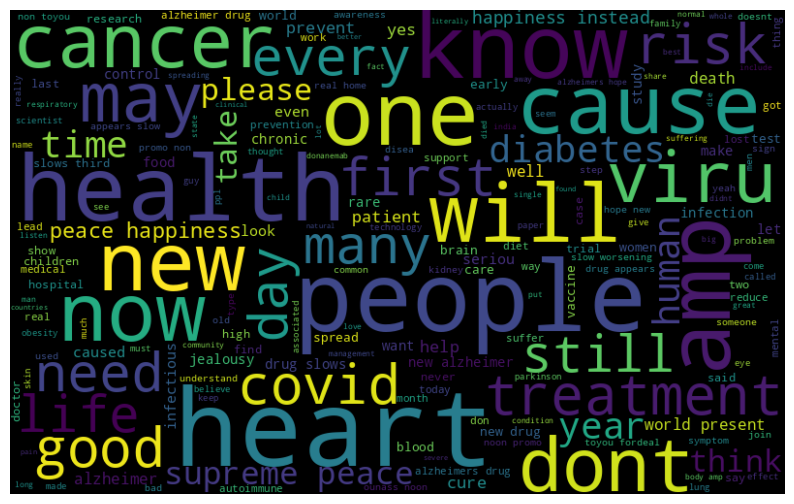 non toyou research alzheimer drug world awareness happiness instead family normal whole doesnt
cancer every prevent yes work better know risk thing
literally spreading best
really control real home early fact share away alzheimers hope include
last may please one study death cause
respiratory even actually seem die got
scientist appears slow prevention clinical state lot died india suffering
promo non chronic thought disea diabetes lost test
time take donanemab support step men sign
name slows third food well make
health first rare ppl single found didnt yeah viru
guy child
see patient natural paper hope new give case infection let
peace happiness look will
listen lead technology trial women
show new many brain diet slow worsening human big problem
children seriou way drug appears come
medical day care called
hospital common kidney two
man now people vaccine reduce amp
countries real put great
obesity type high associated love someone mental
much old spread suffer still eye
community management
must caused want help parkinson
used jealousy find drug slows new alzheimer said
need infectious covid never treatment
skin understand today
doctor believe month year
life keep heart don condition toyou fordeal world present symptom join
good blood noon promo new drug think
pain supreme peace alzheimers drug body amp
alzheimer ounass noon dont say effect
long made bad autoimmune cure severe lung